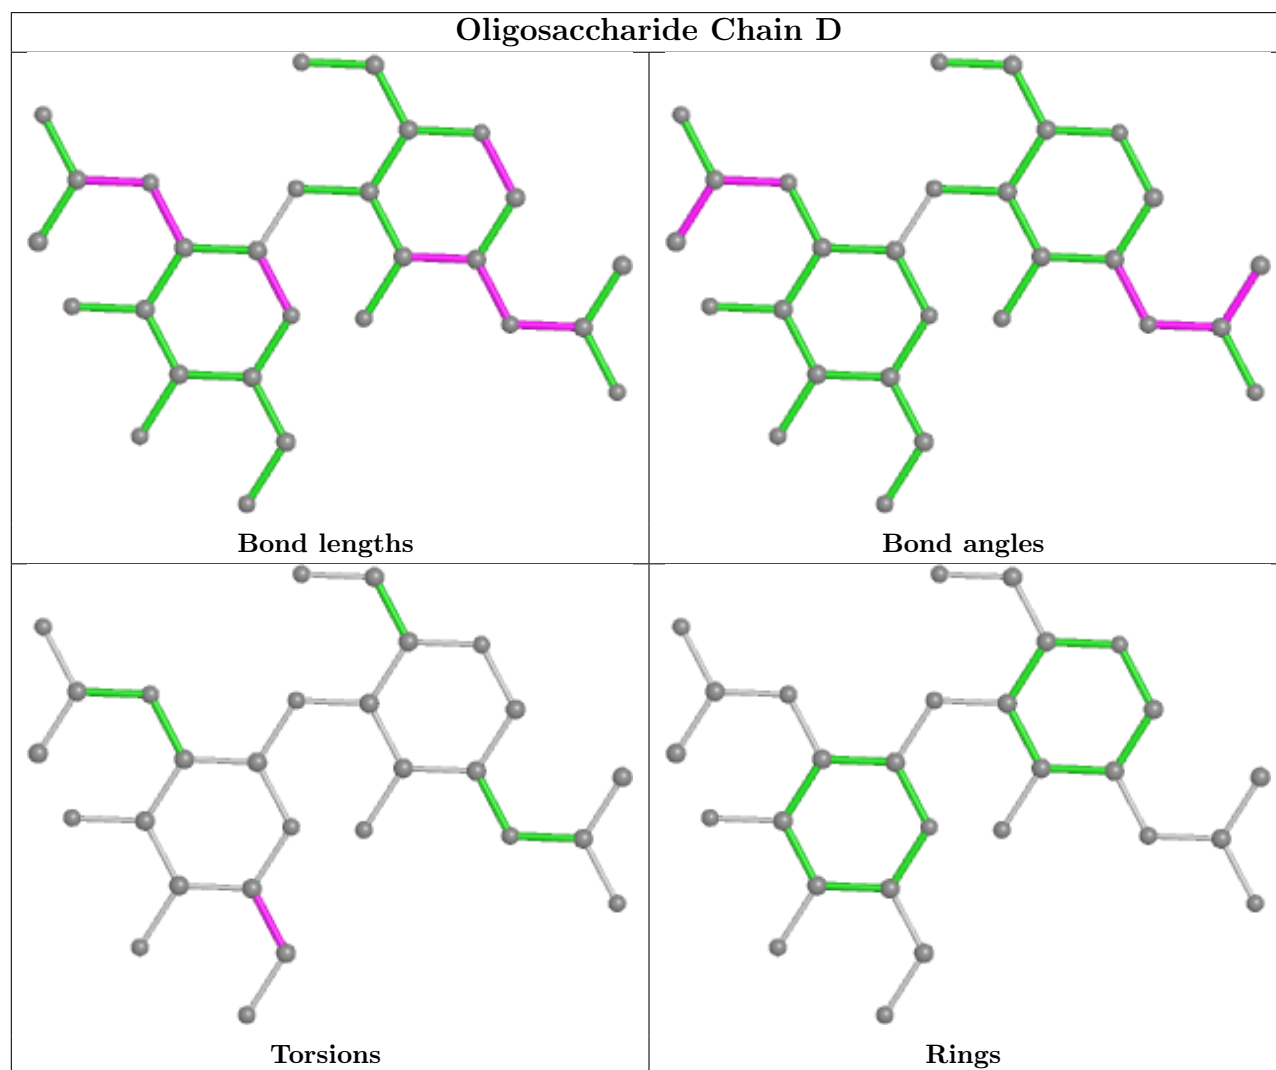 Oligosaccharide Chain D
Bond lengths
Bond angles
Torsions
Rings